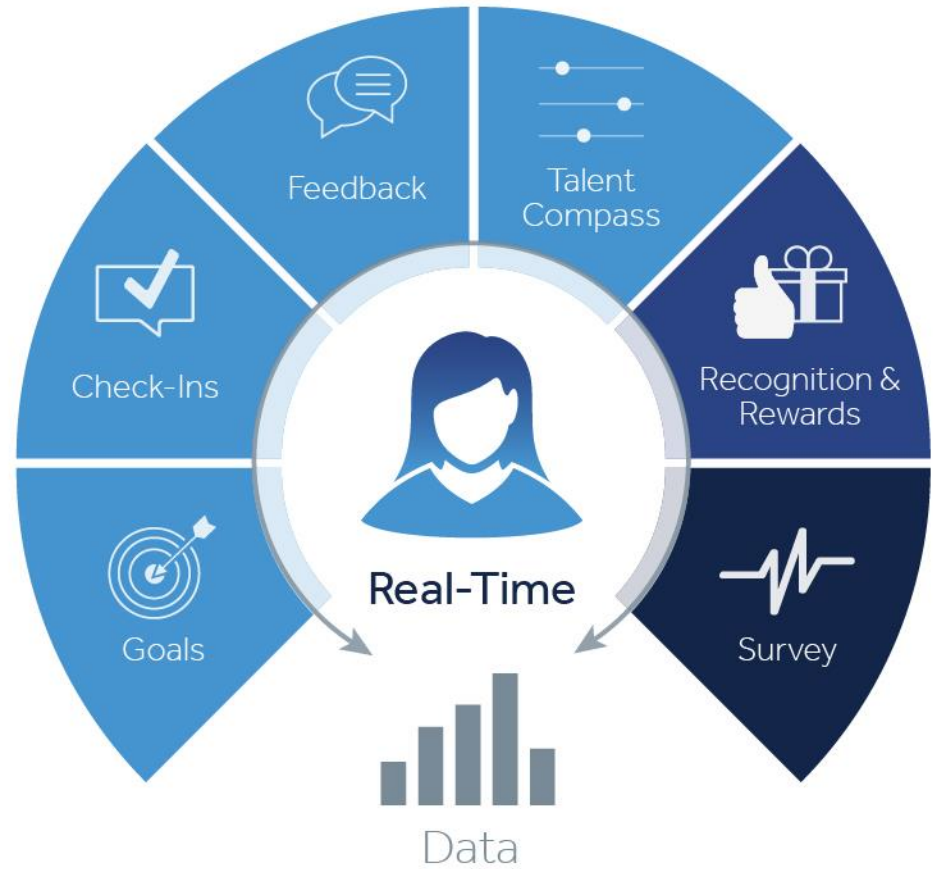 Feedback
Talent
Compass
Check-Ins
Recognition &
Rewards
Goals
Real-Time
Survey
Data